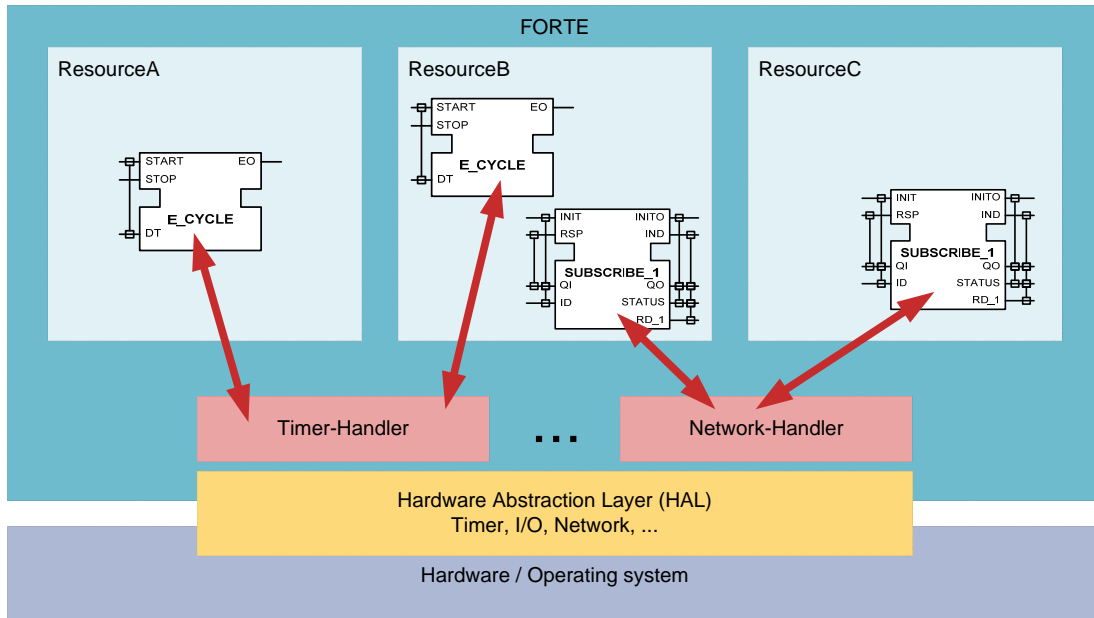 FORTE
ResourceA
START EO
STOP
E_CYCLE
DT
ResourceB
START EO
STOP
E_CYCLE
DT
INIT INITO
RSP IND
SUBSCRIBE_1
QI QO
ID STATUS
RD_1
ResourceC
INIT INITO
RSP IND
SUBSCRIBE_1
QI QO
ID STATUS
RD_1
Timer-Handler
...
Network-Handler
Hardware Abstraction Layer (HAL)
Timer, I/O, Network, ...
Hardware / Operating system